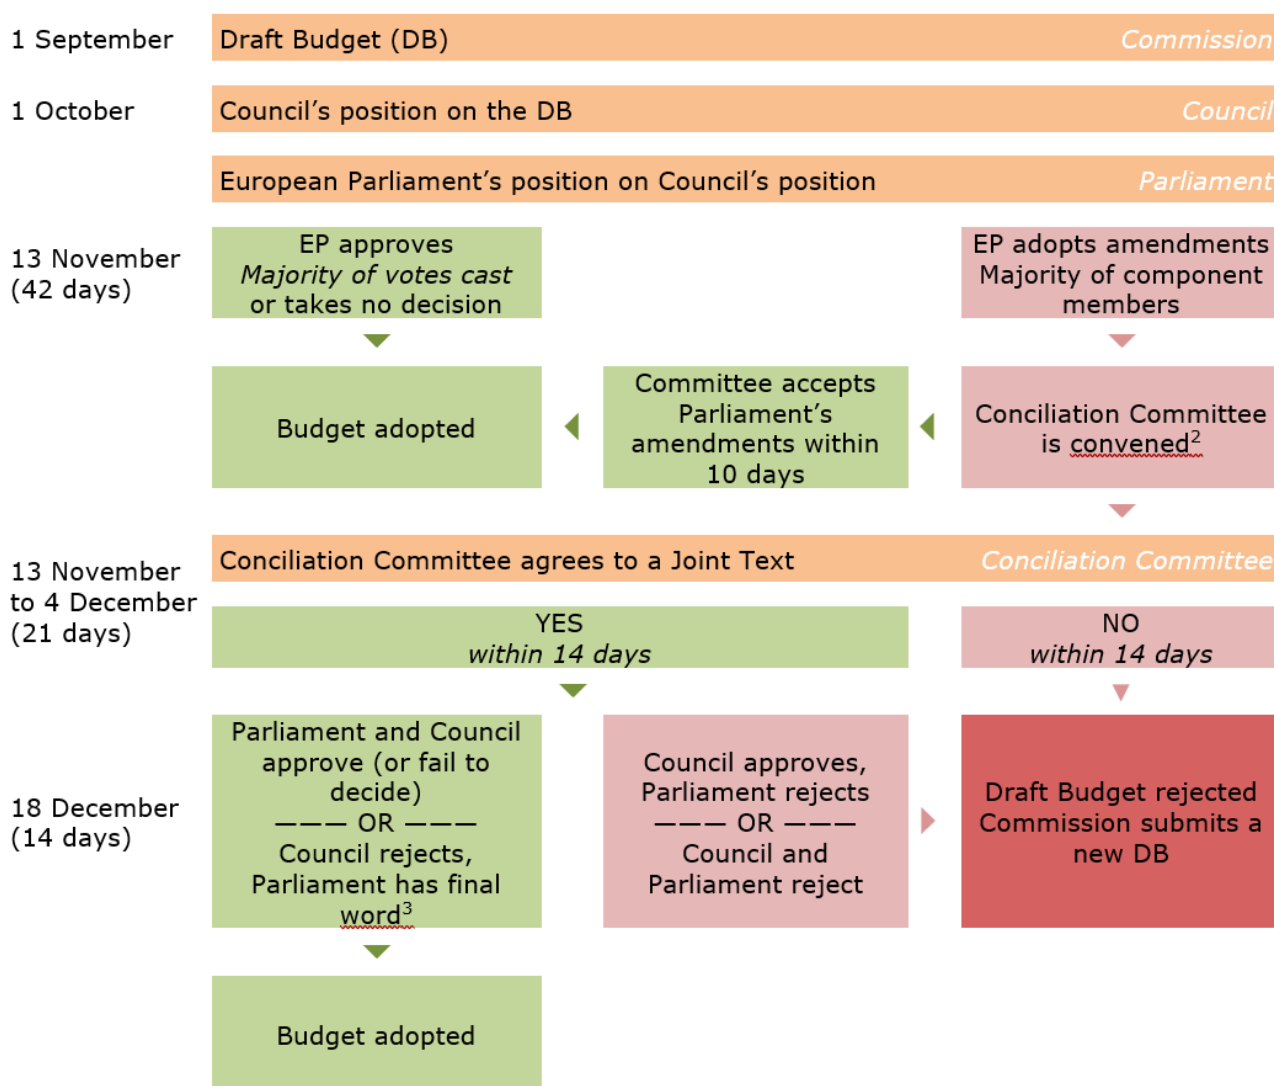 1 September
Draft Budget (DB)
Commission
1 October
Council’s position on the DB
Council
European Parliament’s position on Council’s position
Parliament
13 November
(42 days)
EP approves
Majority of votes cast
or takes no decision
EP adopts amendments
Majority of component
members
Budget adopted
Committee accepts
Parliament’s
amendments within
10 days
Conciliation Committee
is convened²
13 November
to 4 December
(21 days)
Conciliation Committee agrees to a Joint Text
Conciliation Committee
YES
within 14 days
NO
within 14 days
18 December
(14 days)
Parliament and Council
approve (or fail to
decide)
——— OR ———
Council rejects,
Parliament has final
word³
Council approves,
Parliament rejects
——— OR ———
Council and
Parliament reject
Draft Budget rejected
Commission submits a
new DB
Budget adopted